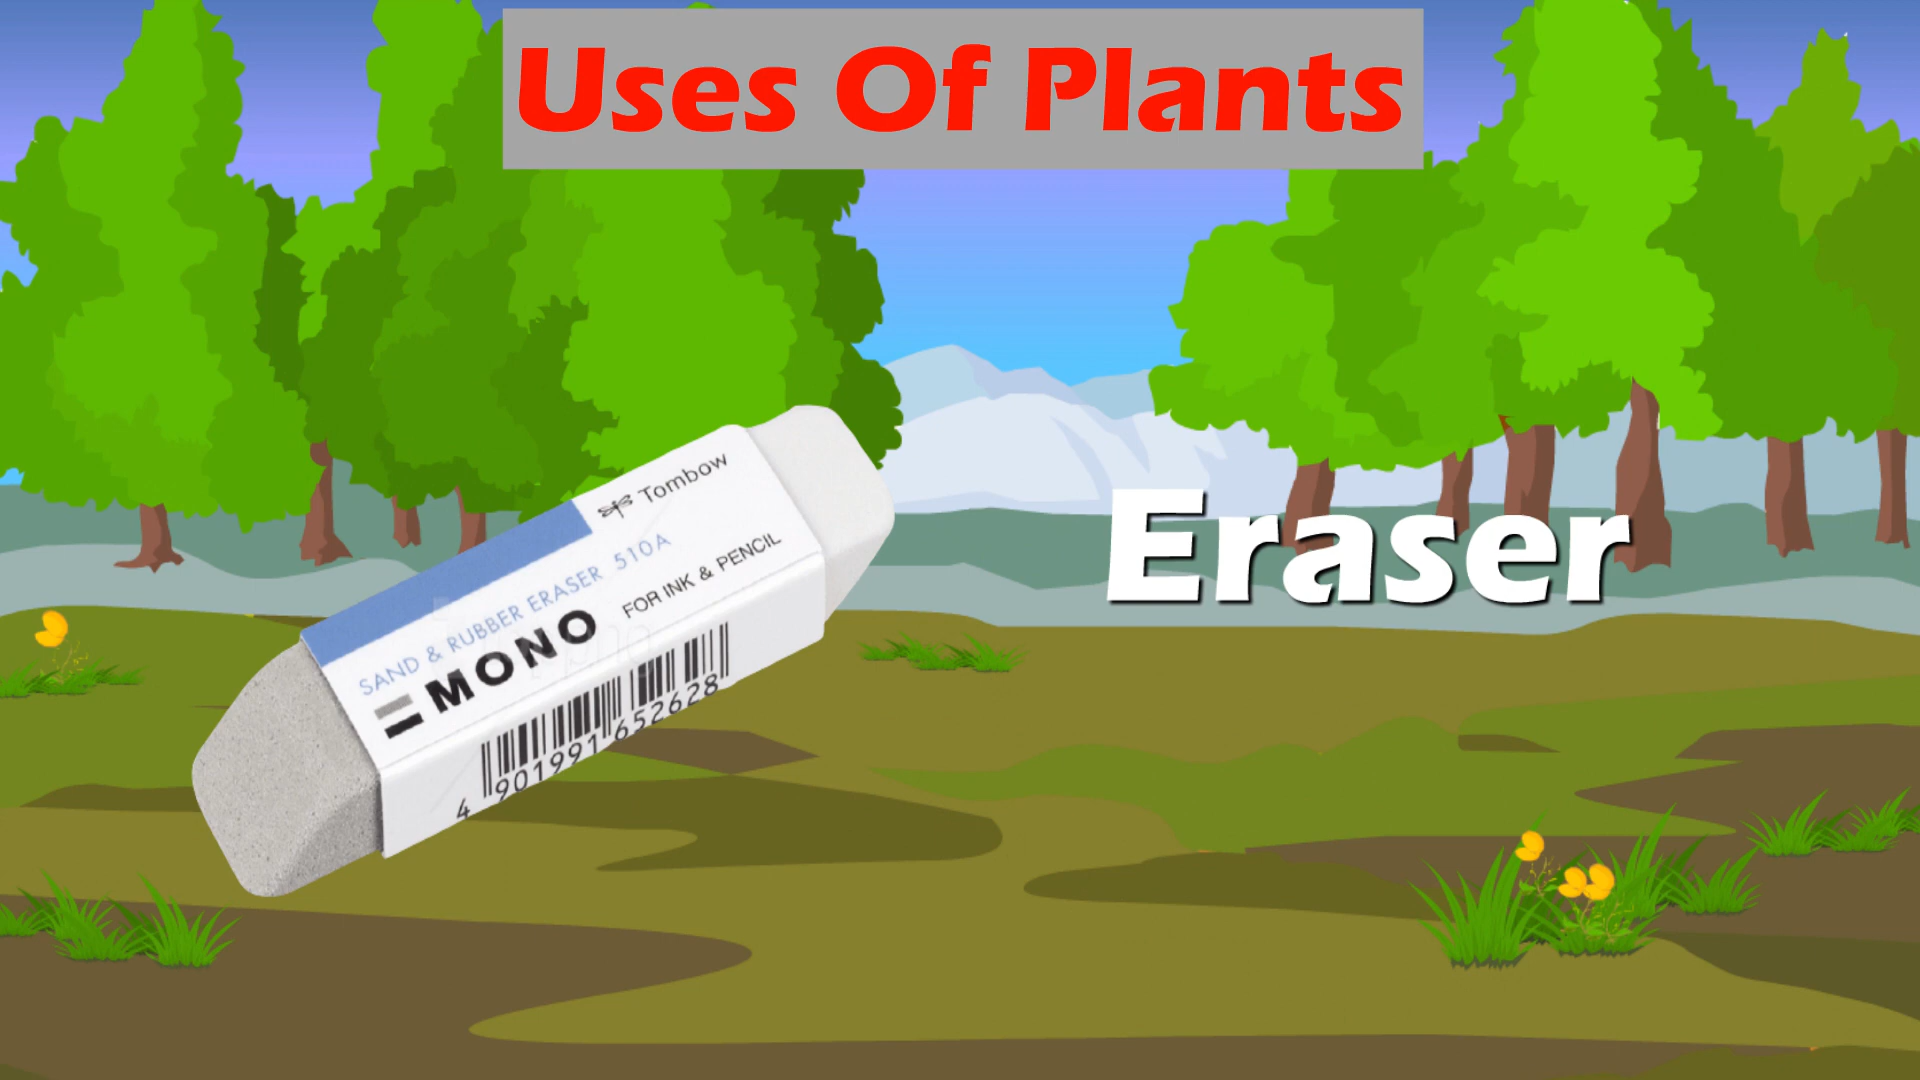 Uses Of Plants
Tombow
SAND & RUBBER ERASER 510A
MONO FOR INK & PENCIL
4 901991 652628
Eraser